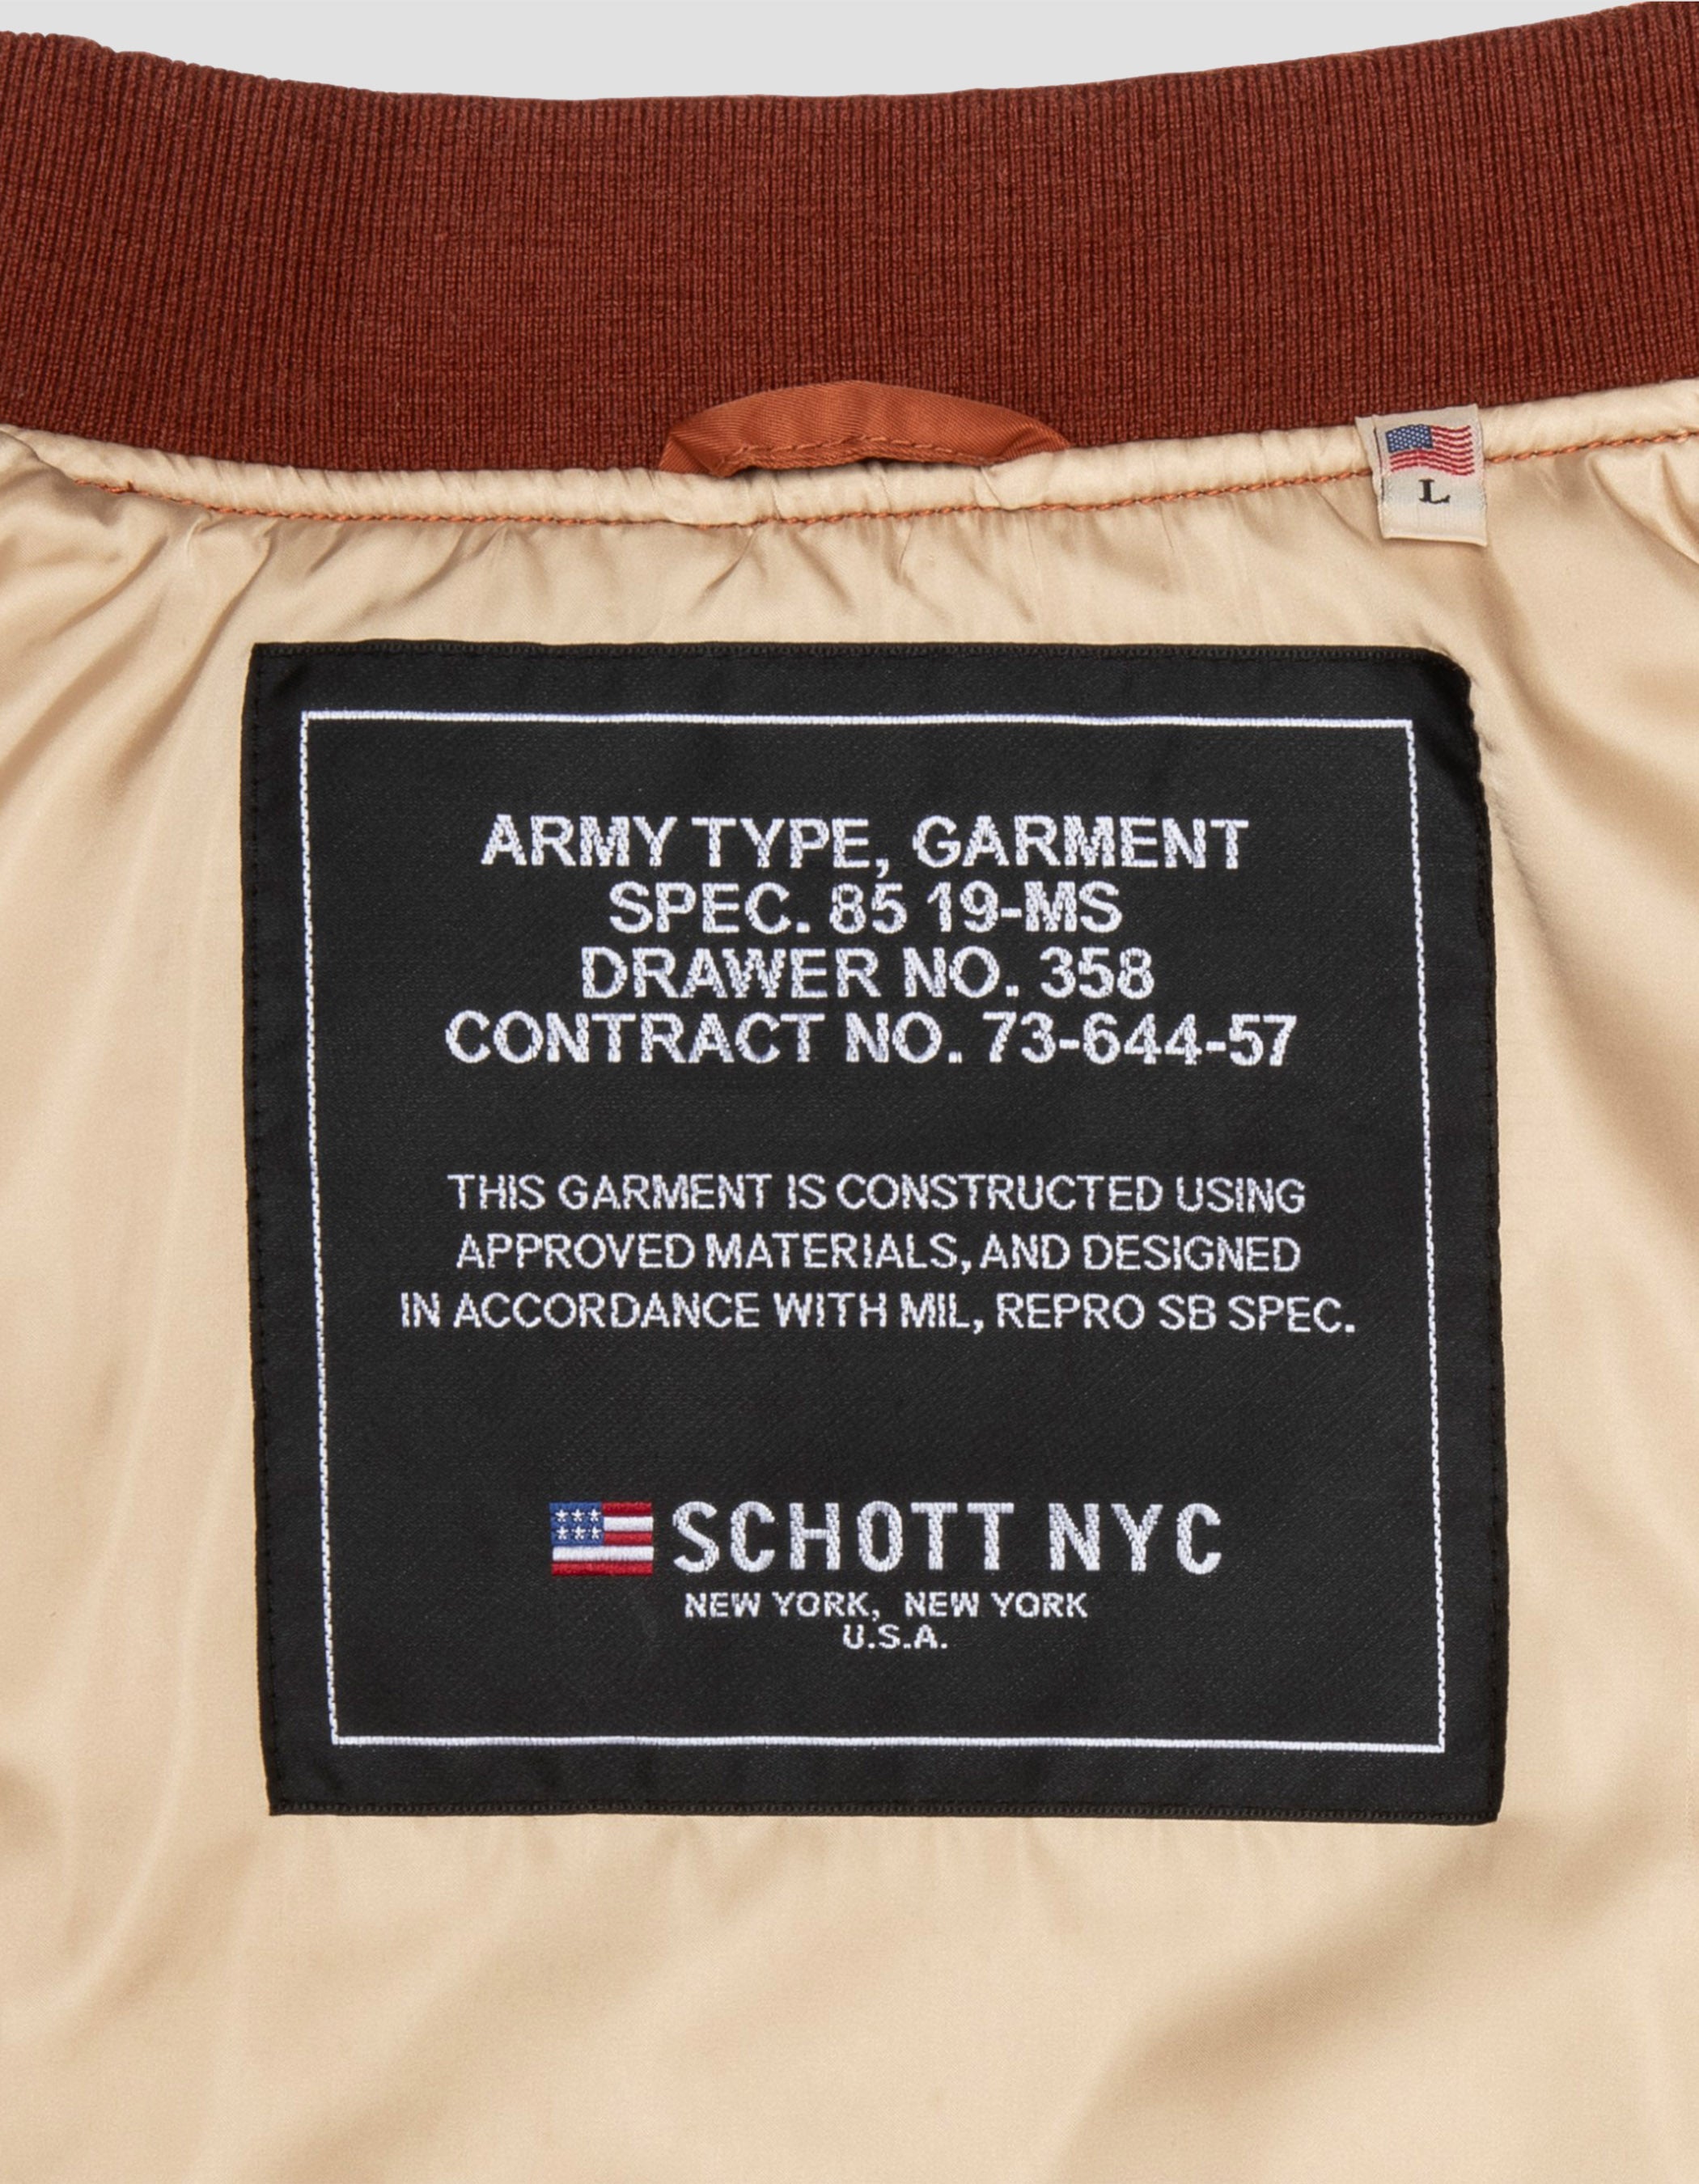 L
ARMY TYPE, GARMENT
SPEC. 85 19-MS
DRAWER NO. 358
CONTRACT NO. 73-644-57
THIS GARMENT IS CONSTRUCTED USING
APPROVED MATERIALS, AND DESIGNED
IN ACCORDANCE WITH MIL, REPRO SB SPEC.
SCHOTT NYC
NEW YORK, NEW YORK
U.S.A.